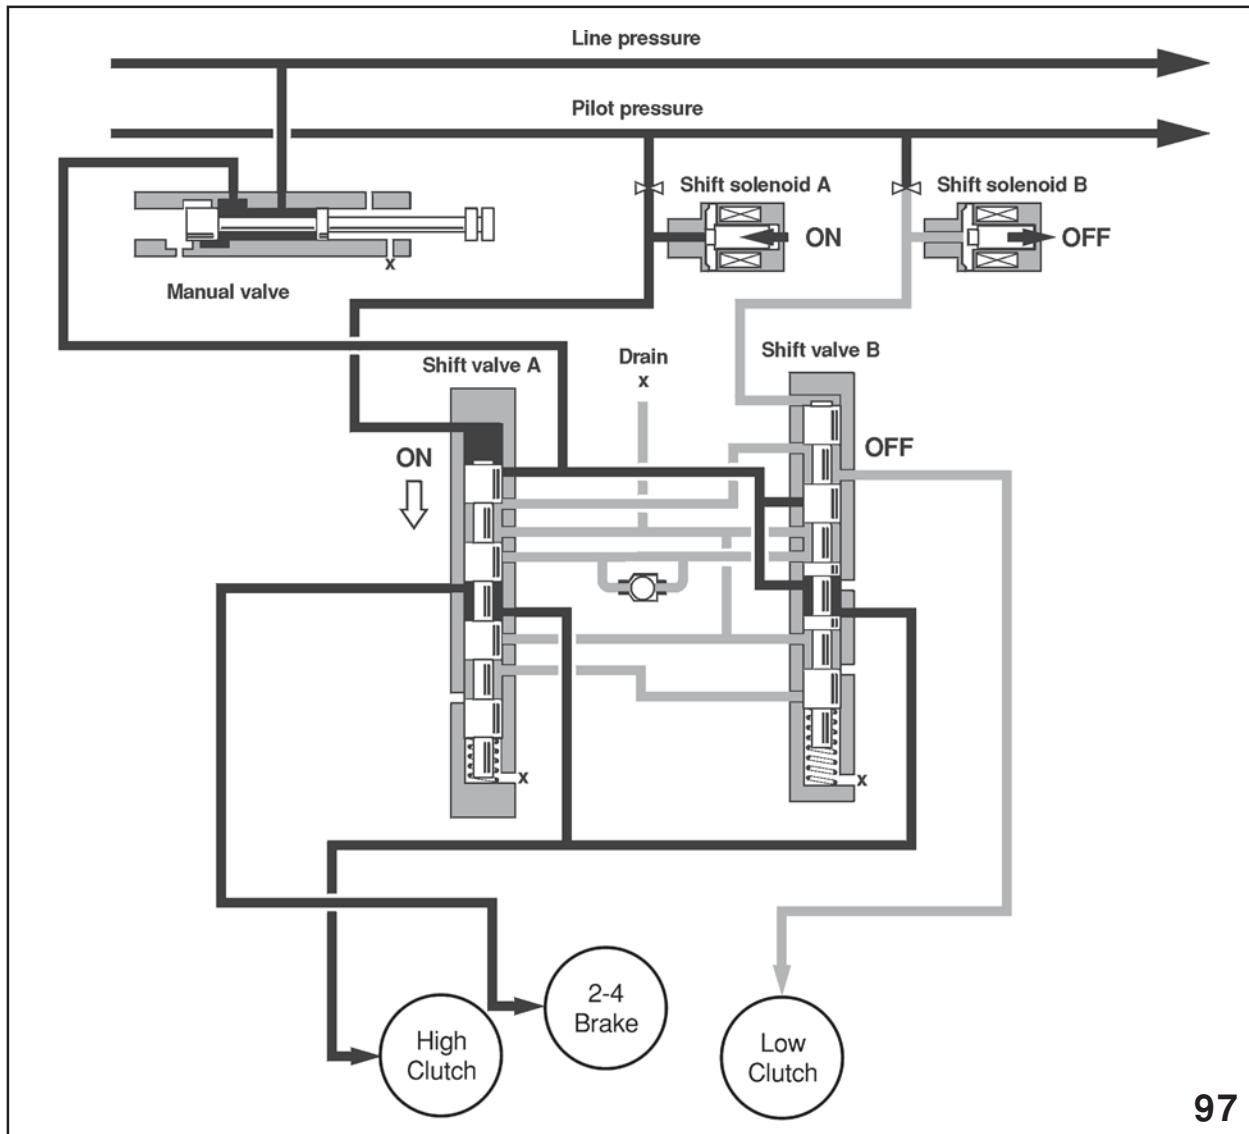 Line pressure
Pilot pressure
Shift solenoid A
Shift solenoid B
ON
OFF
x
Manual valve
Shift valve A
Drain
x
Shift valve B
ON
OFF
x
x
2-4
Brake
High
Clutch
Low
Clutch
97